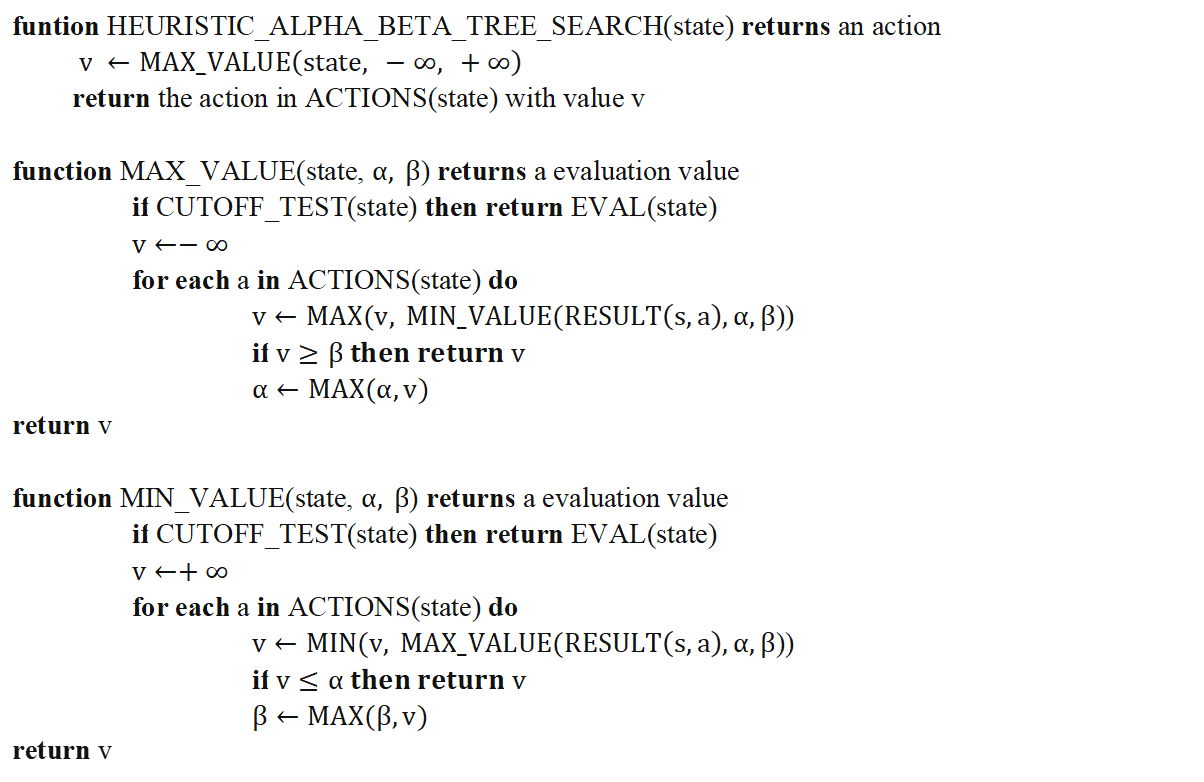 funtion HEURISTIC_ALPHA_BETA_TREE_SEARCH(state) returns an action
v ← MAX_VALUE(state, − ∞, + ∞)
return the action in ACTIONS(state) with value v
function MAX_VALUE(state, α, β) returns a evaluation value
if CUTOFF_TEST(state) then return EVAL(state)
v ←− ∞
for each a in ACTIONS(state) do
v ← MAX(v, MIN_VALUE(RESULT(s, a), α, β))
if v ≥ β then return v
α ← MAX(α, v)
return v
function MIN_VALUE(state, α, β) returns a evaluation value
if CUTOFF_TEST(state) then return EVAL(state)
v ←+ ∞
for each a in ACTIONS(state) do
v ← MIN(v, MAX_VALUE(RESULT(s, a), α, β))
if v ≤ α then return v
β ← MAX(β, v)
return v